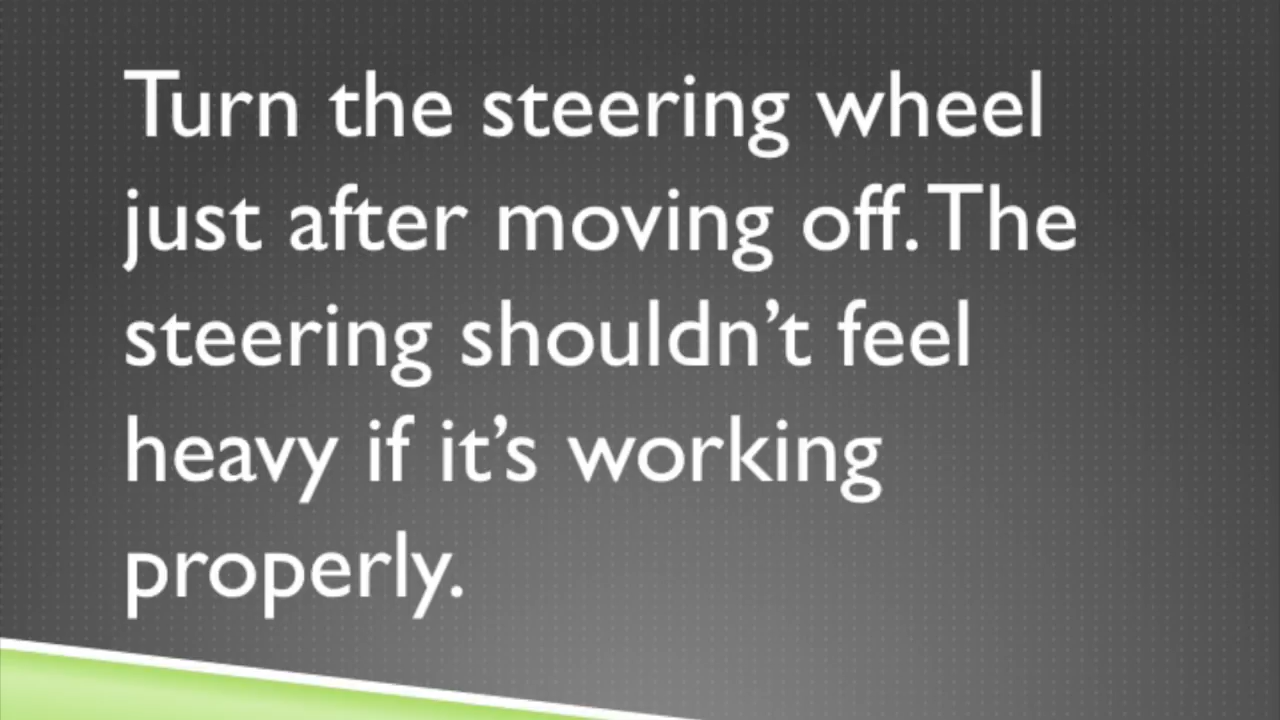 Turn the steering wheel
just after moving off. The
steering shouldn’t feel
heavy if it’s working
properly.